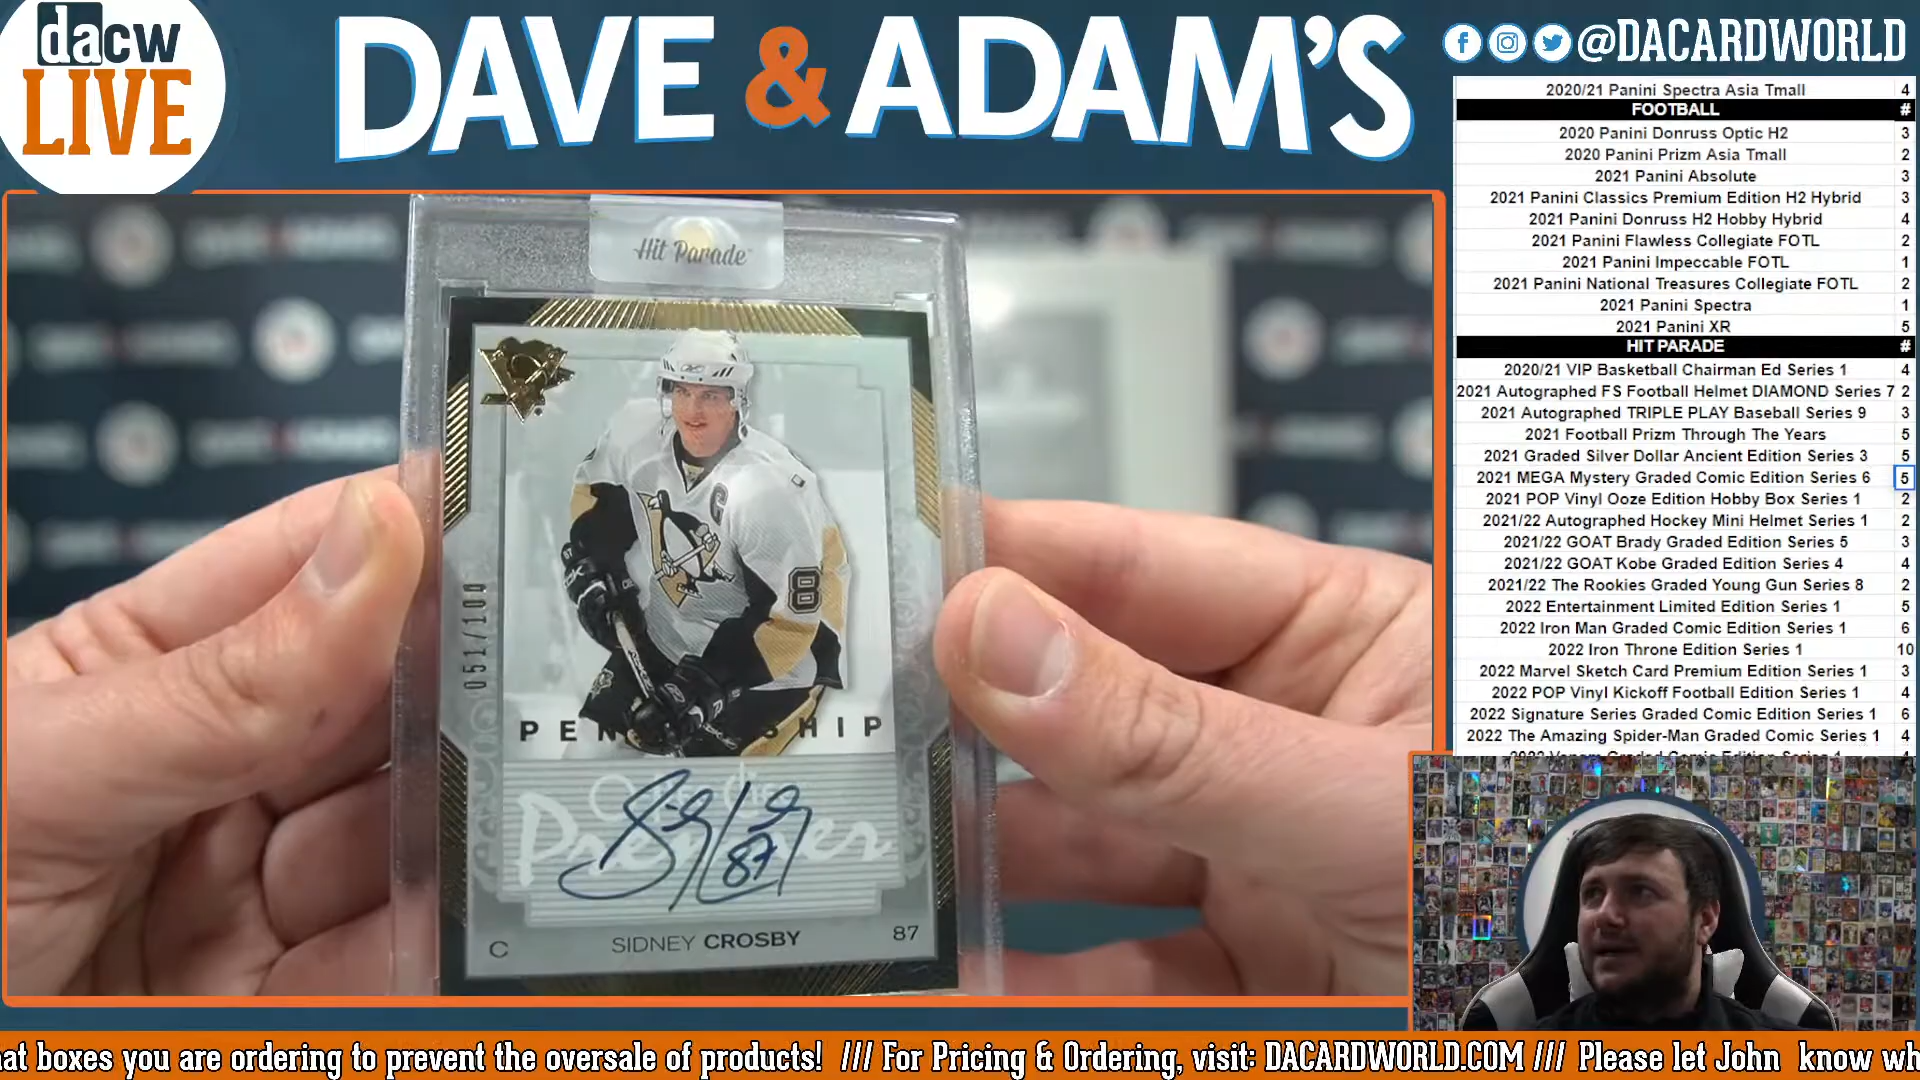 dacw
LIVE
DAVE & ADAM'S
@DACARDWORLD
2020/21 Panini Spectra Asia Tmall 4
FOOTBALL #
2020 Panini Donruss Optic H2 3
2020 Panini Prizm Asia Tmall 2
2021 Panini Absolute 3
2021 Panini Classics Premium Edition H2 Hybrid 3
2021 Panini Donruss H2 Hobby Hybrid 4
2021 Panini Flawless Collegiate FOTL 2
2021 Panini Impeccable FOTL 1
2021 Panini National Treasures Collegiate FOTL 2
2021 Panini Spectra 1
2021 Panini XR 5
HIT PARADE #
2020/21 VIP Basketball Chairman Ed Series 1 4
2021 Autographed FS Football Helmet DIAMOND Series 7 2
2021 Autographed TRIPLE PLAY Baseball Series 9 3
2021 Football Prizm Through The Years 5
2021 Graded Silver Dollar Ancient Edition Series 3 5
2021 MEGA Mystery Graded Comic Edition Series 6 5
2021 POP Vinyl Ooze Edition Hobby Box Series 1 2
2021/22 Autographed Hockey Mini Helmet Series 1 2
2021/22 GOAT Brady Graded Edition Series 5 3
2021/22 GOAT Kobe Graded Edition Series 4 4
2021/22 The Rookies Graded Young Gun Series 8 2
2022 Entertainment Limited Edition Series 1 5
2022 Iron Man Graded Comic Edition Series 1 6
2022 Iron Throne Edition Series 1 10
2022 Marvel Sketch Card Premium Edition Series 1 3
2022 POP Vinyl Kickoff Football Edition Series 1 4
2022 Signature Series Graded Comic Edition Series 1 6
2022 The Amazing Spider-Man Graded Comic Series 1 4
Hit Parade
C
8
051/100
PEN SHIP
Premier
87
C SIDNEY CROSBY 87
at boxes you are ordering to prevent the oversale of products! /// For Pricing & Ordering, visit: DACARDWORLD.COM /// Please let John know wh